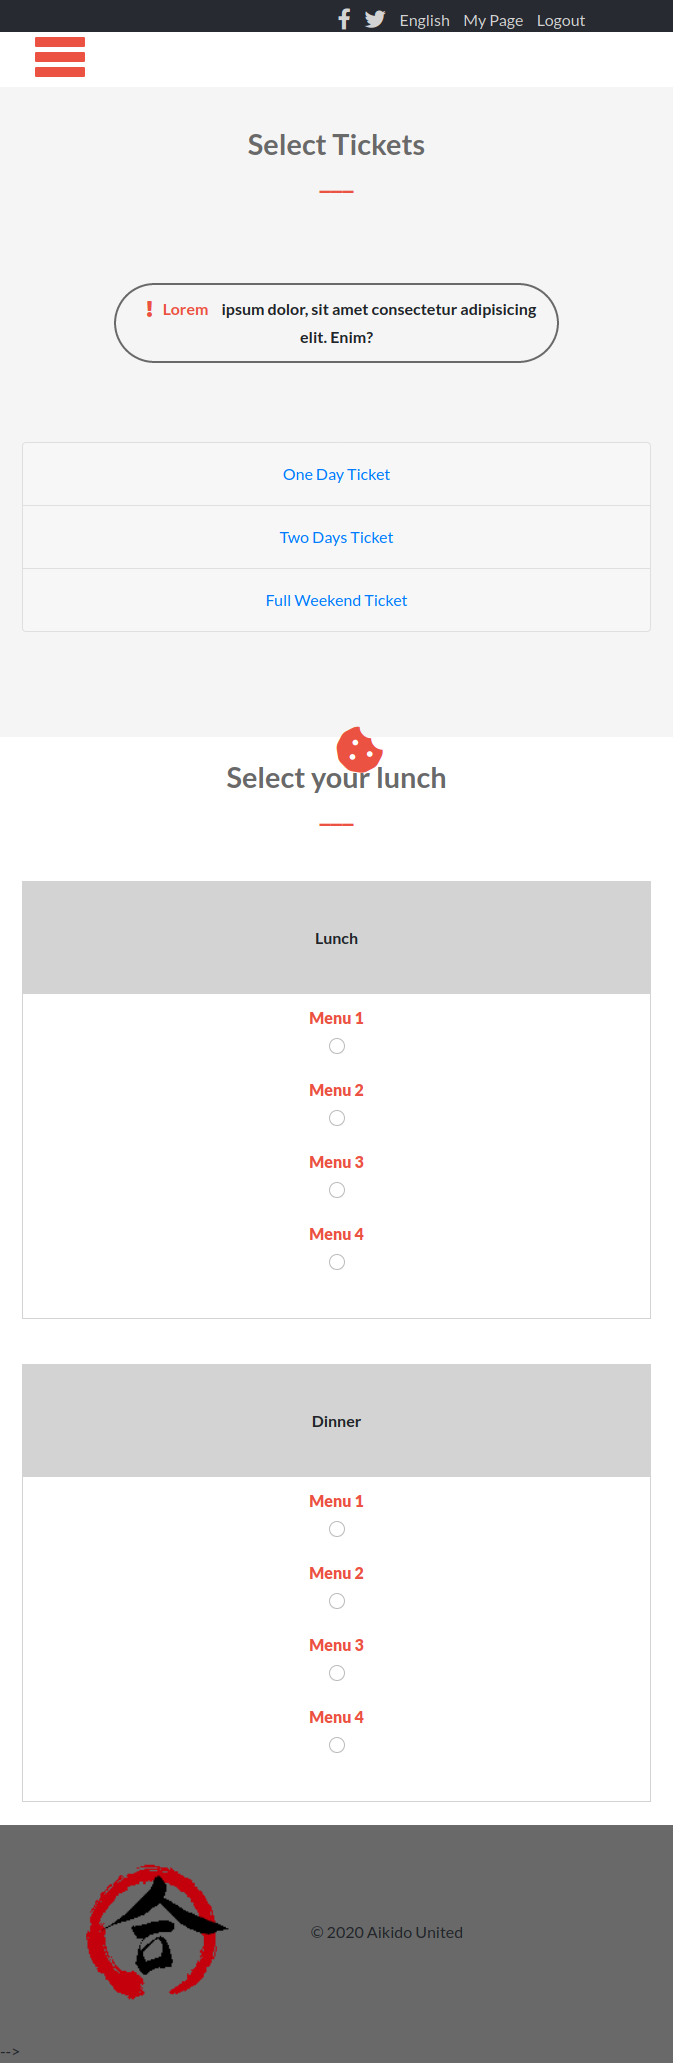 English My Page Logout
Select Tickets
Lorem ipsum dolor, sit amet consectetur adipisicing
elit. Enim?
One Day Ticket
Two Days Ticket
Full Weekend Ticket
Select your lunch
Lunch
Menu 1
Menu 2
Menu 3
Menu 4
Dinner
Menu 1
Menu 2
Menu 3
Menu 4
合
© 2020 Aikido United
-->